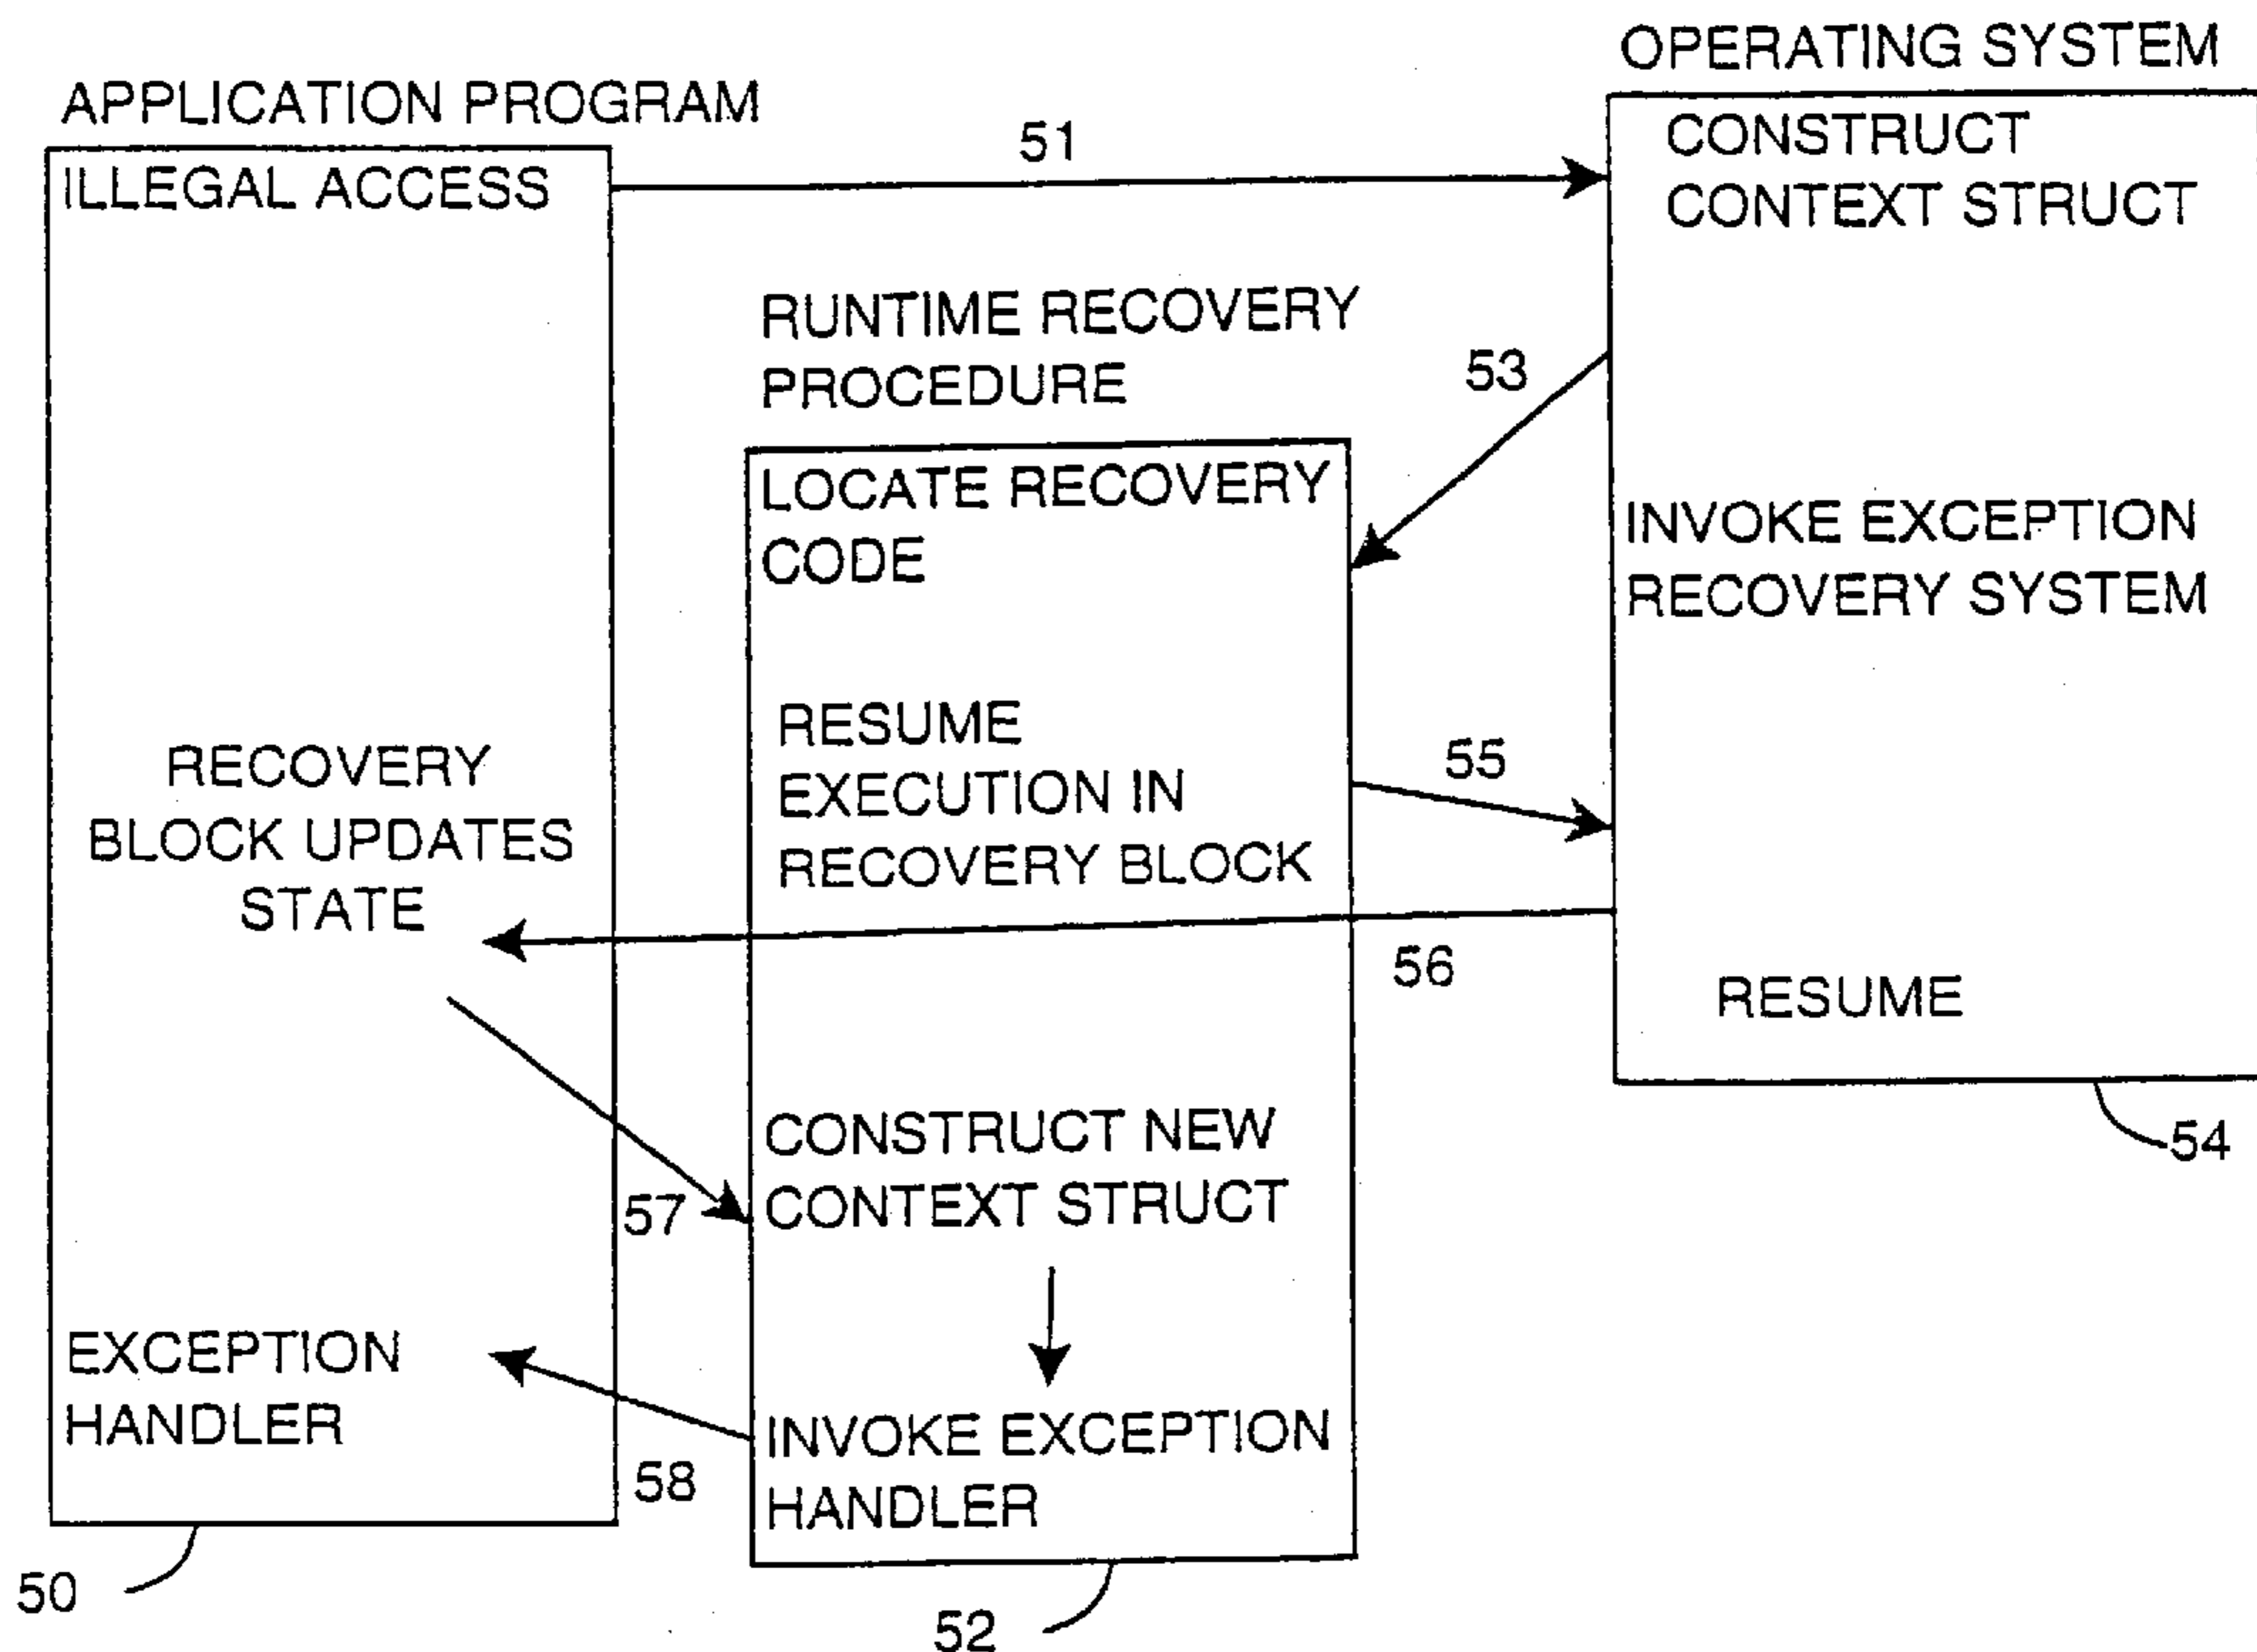 OPERATING SYSTEM
APPLICATION PROGRAM
CONSTRUCT
CONTEXT STRUCT
51
ILLEGAL ACCESS
RUNTIME RECOVERY
PROCEDURE
53
LOCATE RECOVERY
CODE
INVOKE EXCEPTION
RECOVERY SYSTEM
RESUME
EXECUTION IN
RECOVERY BLOCK
55
RECOVERY
BLOCK UPDATES
STATE
56
RESUME
54
CONSTRUCT NEW
CONTEXT STRUCT
57
EXCEPTION
HANDLER
INVOKE EXCEPTION
HANDLER
58
50
52